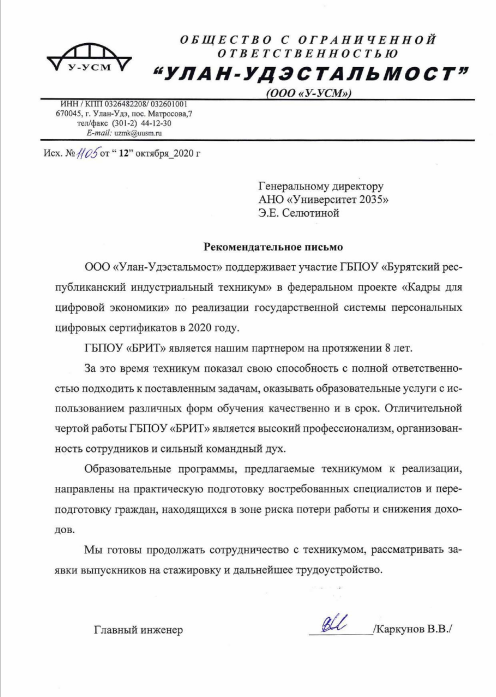 ОБЩЕСТВО С ОГРАНИЧЕННОЙ
ОТВЕТСТВЕННОСТЬЮ
“УЛАН-УДЭСТАЛЬМОСТ”
(ООО «У-УСМ»)
У-УСМ
ИНН / КПП 0326482208/ 032601001
670045, г. Улан-Удэ, пос. Матросова,7
тел/факс (301-2) 44-12-30
E-mail: uzmk@uusm.ru
Исх. № 1105 от “ 12” октября_2020 г
Генеральному директору
АНО «Университет 2035»
Э.Е. Селютиной
Рекомендательное письмо
ООО «Улан-Удэстальмост» поддерживает участие ГБПОУ «Бурятский рес-
публиканский индустриальный техникум» в федеральном проекте «Кадры для
цифровой экономики» по реализации государственной системы персональных
цифровых сертификатов в 2020 году.
ГБПОУ «БРИТ» является нашим партнером на протяжении 8 лет.
За это время техникум показал свою способность с полной ответственно-
стью подходить к поставленным задачам, оказывать образовательные услуги с ис-
пользованием различных форм обучения качественно и в срок. Отличительной
чертой работы ГБПОУ «БРИТ» является высокий профессионализм, организован-
ность сотрудников и сильный командный дух.
Образовательные программы, предлагаемые техникумом к реализации,
направлены на практическую подготовку востребованных специалистов и пере-
подготовку граждан, находящихся в зоне риска потери работы и снижения дохо-
дов.
Мы готовы продолжать сотрудничество с техникумом, рассматривать за-
явки выпускников на стажировку и дальнейшее трудоустройство.
Главный инженер /Каркунов В.В./